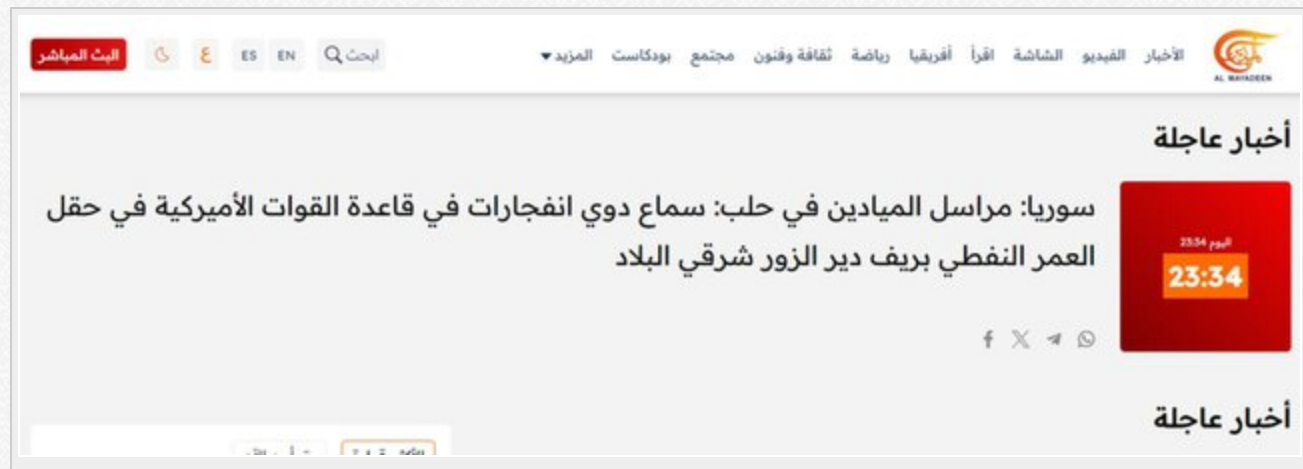 AL MAYADEEN
الأخبار الفيديو الشاشة اقرأ أفريقيا رياضة ثقافة وفنون مجتمع بودكاست المزيد
ابحث EN ES ع البث المباشر
أخبار عاجلة
اليوم 23:34
23:34
سوريا: مراسل الميادين في حلب: سماع دوي انفجارات في قاعدة القوات الأميركية في حقل
العمر النفطي بريف دير الزور شرقي البلاد
أخبار عاجلة